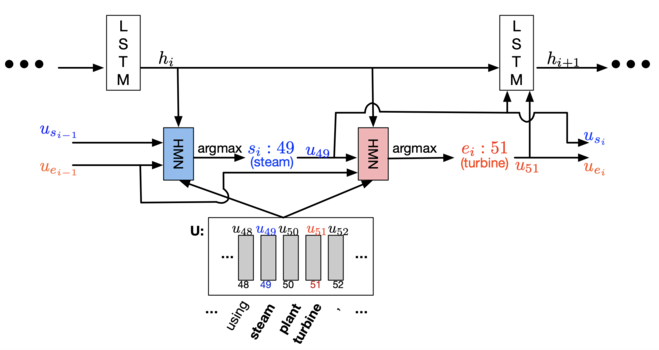 LSTM
LSTM
h_i
h_{i+1}
u_{s_{i-1}}
u_{e_{i-1}}
HMN
argmax
s_i : 49
(steam)
u_{49}
HMN
argmax
e_i : 51
(turbine)
u_{51}
u_{s_i}
u_{e_i}
U:
u_{48} u_{49} u_{50} u_{51} u_{52}
... ...
48 49 50 51 52
... using steam plant turbine , ...